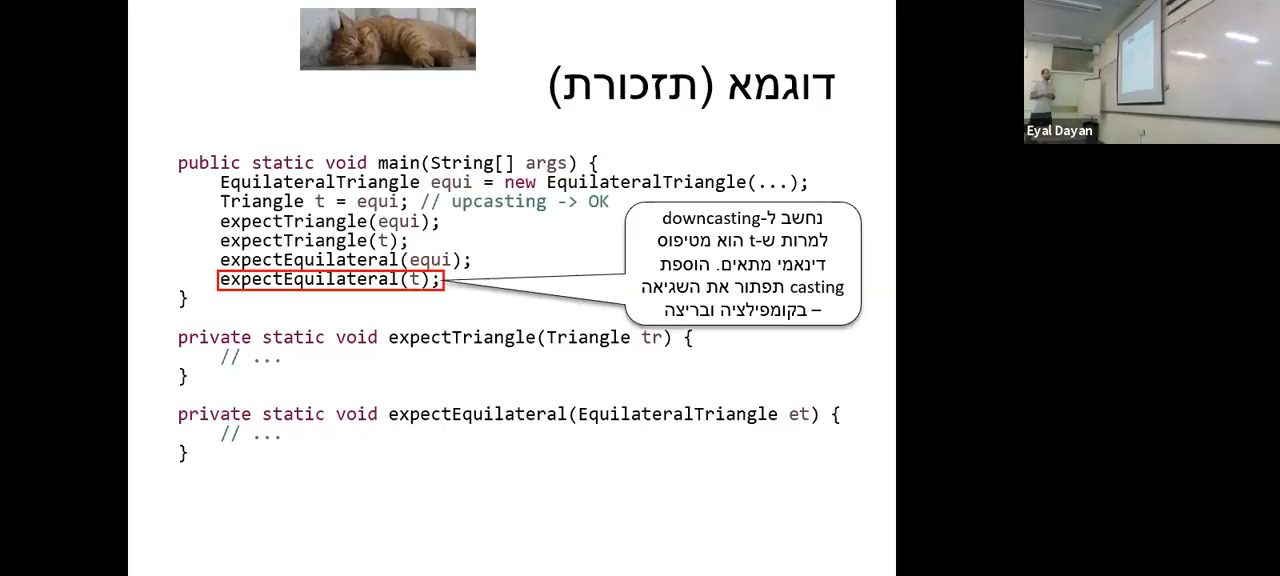 דוגמא (תזכורת)
public static void main(String[] args) {
EquilateralTriangle equi = new EquilateralTriangle(...);
Triangle t = equi; // upcasting -> OK
expectTriangle(equi);
expectTriangle(t);
expectEquilateral(equi);
expectEquilateral(t);
}
נחשב ל-downcasting
למרות ש-t הוא מטיפוס
דינאמי מתאים. הוספת
casting תפתור את השגיאה
– בקומפילציה ובריצה
private static void expectTriangle(Triangle tr) {
// ...
}
private static void expectEquilateral(EquilateralTriangle et) {
// ...
}
Eyal Dayan